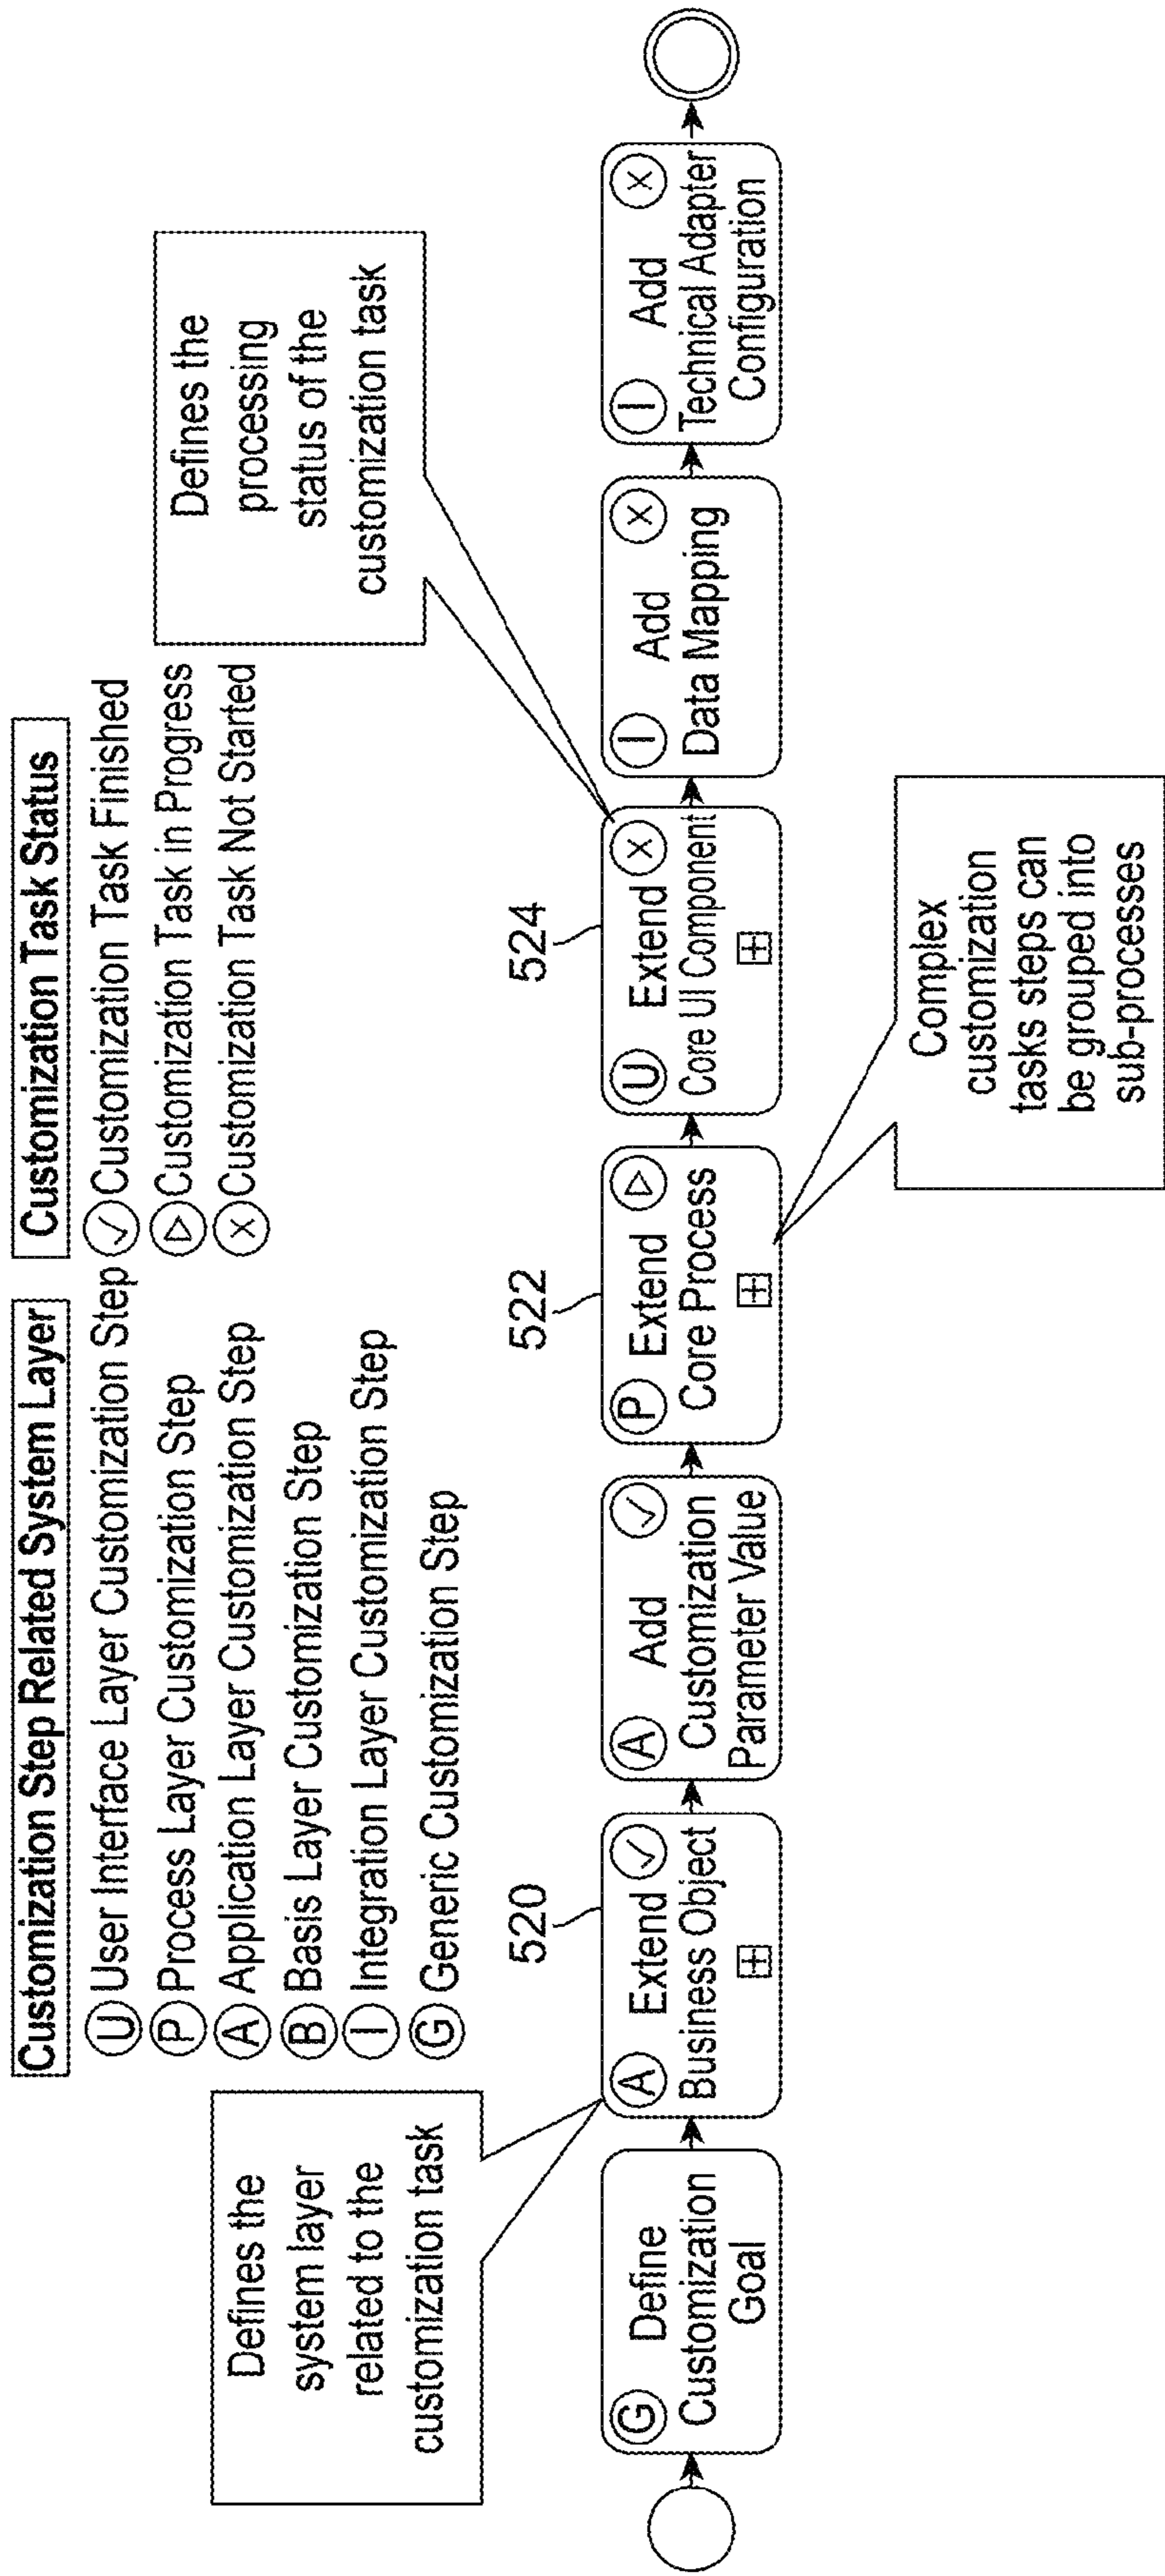 Customization Step Related System Layer
U User Interface Layer Customization Step
P Process Layer Customization Step
A Application Layer Customization Step
B Basis Layer Customization Step
I Integration Layer Customization Step
G Generic Customization Step
Customization Task Status
✓ Customization Task Finished
▷ Customization Task in Progress
X Customization Task Not Started
Defines the
system layer
related to the
customization task
Defines the
processing
status of the
customization task
520
522
524
G Define
Customization
Goal
A Extend ✓
Business Object
A Add ✓
Customization
Parameter Value
P Extend ▷
Core Process
U Extend X
Core UI Component
I Add X
Data Mapping
I Add X
Technical Adapter
Configuration
Complex
customization
tasks steps can
be grouped into
sub-processes